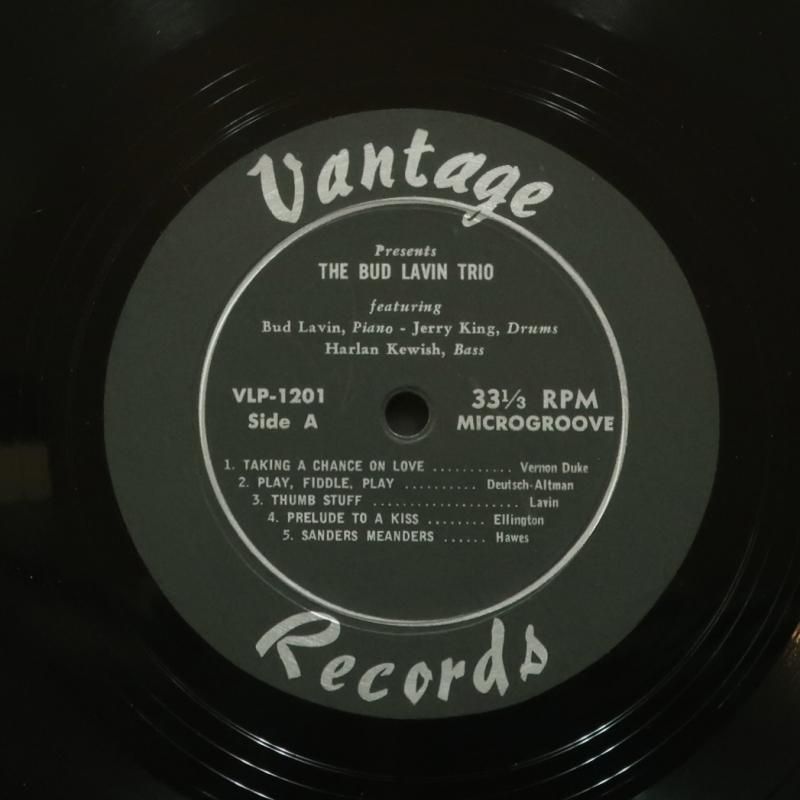 Vantage
Presents
THE BUD LAVIN TRIO
featuring
Bud Lavin, Piano - Jerry King, Drums
Harlan Kewish, Bass
VLP-1201 33⅓ RPM
Side A MICROGROOVE
1. TAKING A CHANCE ON LOVE ........... Vernon Duke
2. PLAY, FIDDLE, PLAY .......... Deutsch-Altman
3. THUMB STUFF .................... Lavin
4. PRELUDE TO A KISS ........ Ellington
5. SANDERS MEANDERS ...... Hawes
Records